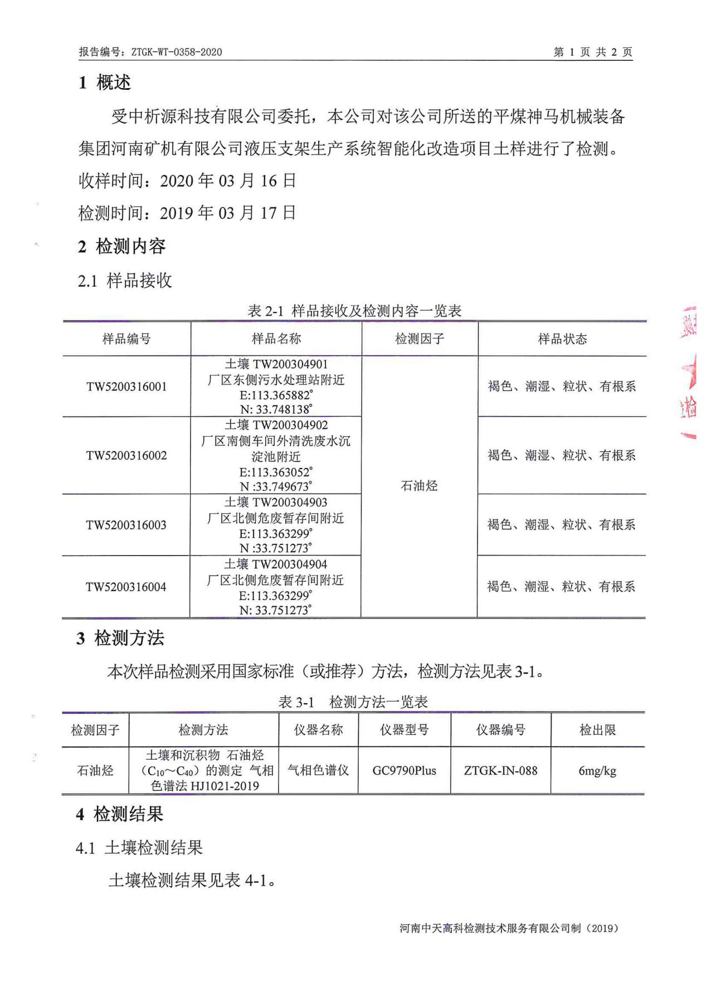 报告编号：ZTGK-WT-0358-2020 第 1 页 共 2 页
1 概述
受中析源科技有限公司委托，本公司对该公司所送的平煤神马机械装备
集团河南矿机有限公司液压支架生产系统智能化改造项目土样进行了检测。
收样时间：2020 年 03 月 16 日
检测时间：2019 年 03 月 17 日
2 检测内容
2.1 样品接收
表 2-1 样品接收及检测内容一览表
样品编号 样品名称 检测因子 样品状态
TW5200316001
土壤 TW200304901
厂区东侧污水处理站附近
E:113.365882°
N: 33.748138°
褐色、潮湿、粒状、有根系
TW5200316002
土壤 TW200304902
厂区南侧车间外清洗废水沉
淀池附近
E:113.363052°
N :33.749673°
石油烃
褐色、潮湿、粒状、有根系
TW5200316003
土壤 TW200304903
厂区北侧危废暂存间附近
E:113.363299°
N :33.751273°
褐色、潮湿、粒状、有根系
TW5200316004
土壤 TW200304904
厂区北侧危废暂存间附近
E:113.363299°
N: 33.751273°
褐色、潮湿、粒状、有根系
3 检测方法
本次样品检测采用国家标准（或推荐）方法，检测方法见表 3-1。
表 3-1 检测方法一览表
检测因子 检测方法 仪器名称 仪器型号 仪器编号 检出限
石油烃
土壤和沉积物 石油烃
（C₁₀～C₄₀）的测定 气相
色谱法 HJ1021-2019
气相色谱仪 GC9790Plus ZTGK-IN-088 6mg/kg
4 检测结果
4.1 土壤检测结果
土壤检测结果见表 4-1。
河南中天高科检测技术服务有限公司制（2019）
检